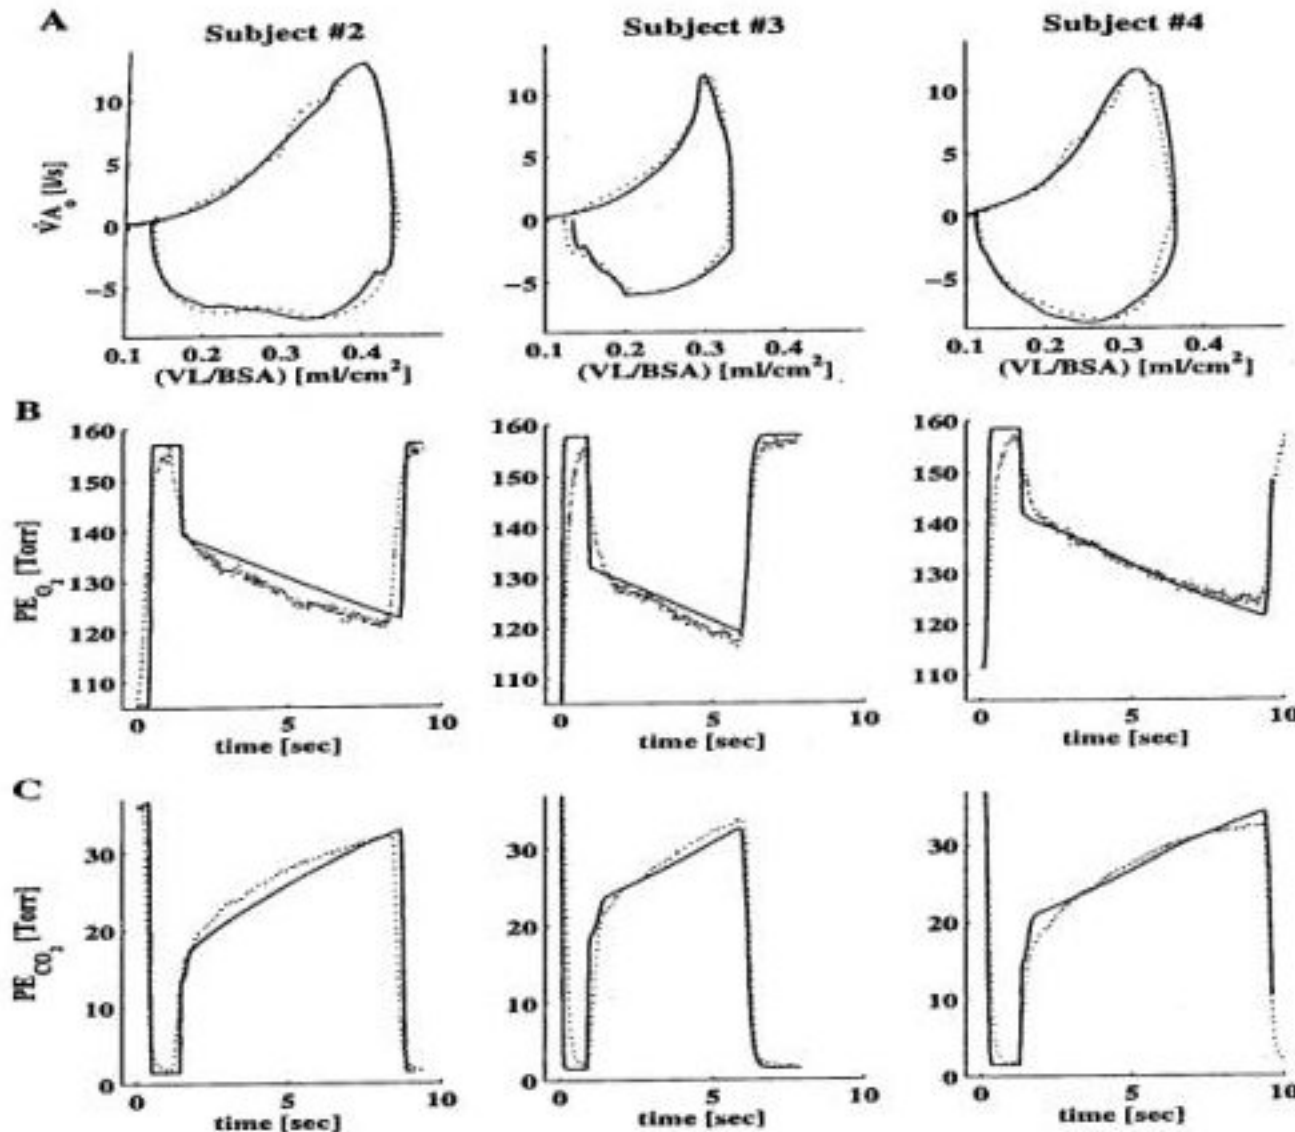 A
Subject #2
Subject #3
Subject #4
V̇A₀ [l/s]
10
5
0
−5
0.1 0.2 0.3 0.4
(VL/BSA) [ml/cm²]
10
5
0
−5
0.1 0.2 0.3 0.4
(VL/BSA) [ml/cm²]
10
5
0
−5
0.1 0.2 0.3 0.4
(VL/BSA) [ml/cm²]
B
PE O₂ [Torr]
160
150
140
130
120
110
0 5 10
time [sec]
160
150
140
130
120
110
0 5 10
time [sec]
160
150
140
130
120
110
0 5 10
time [sec]
C
PE CO₂ [Torr]
30
20
10
0
0 5 10
time [sec]
30
20
10
0
0 5 10
time [sec]
30
20
10
0
0 5 10
time [sec]